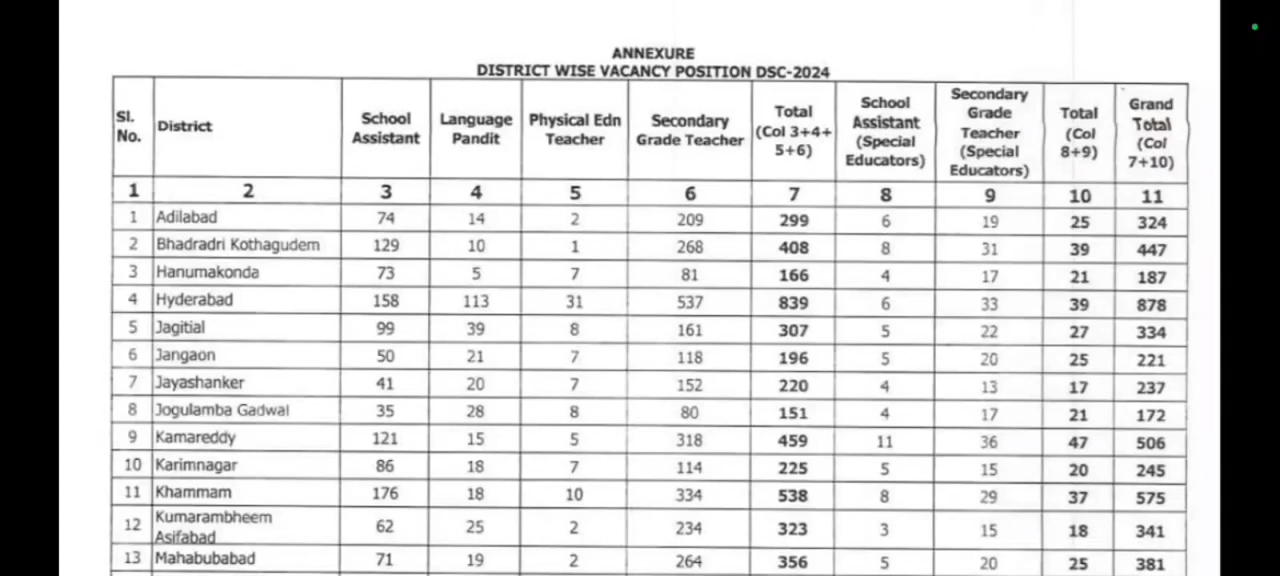 ANNEXURE
DISTRICT WISE VACANCY POSITION DSC-2024
Sl. No. District School Assistant Language Pandit Physical Edn Teacher Secondary Grade Teacher Total (Col 3+4+ 5+6) School Assistant (Special Educators) Secondary Grade Teacher (Special Educators) Total (Col 8+9) Grand Total (Col 7+10)
1 2 3 4 5 6 7 8 9 10 11
1 Adilabad 74 14 2 209 299 6 19 25 324
2 Bhadradri Kothagudem 129 10 1 268 408 8 31 39 447
3 Hanumakonda 73 5 7 81 166 4 17 21 187
4 Hyderabad 158 113 31 537 839 6 33 39 878
5 Jagitial 99 39 8 161 307 5 22 27 334
6 Jangaon 50 21 7 118 196 5 20 25 221
7 Jayashanker 41 20 7 152 220 4 13 17 237
8 Jogulamba Gadwal 35 28 8 80 151 4 17 21 172
9 Kamareddy 121 15 5 318 459 11 36 47 506
10 Karimnagar 86 18 7 114 225 5 15 20 245
11 Khammam 176 18 10 334 538 8 29 37 575
12 Kumarambheem Asifabad 62 25 2 234 323 3 15 18 341
13 Mahabubabad 71 19 2 264 356 5 20 25 381